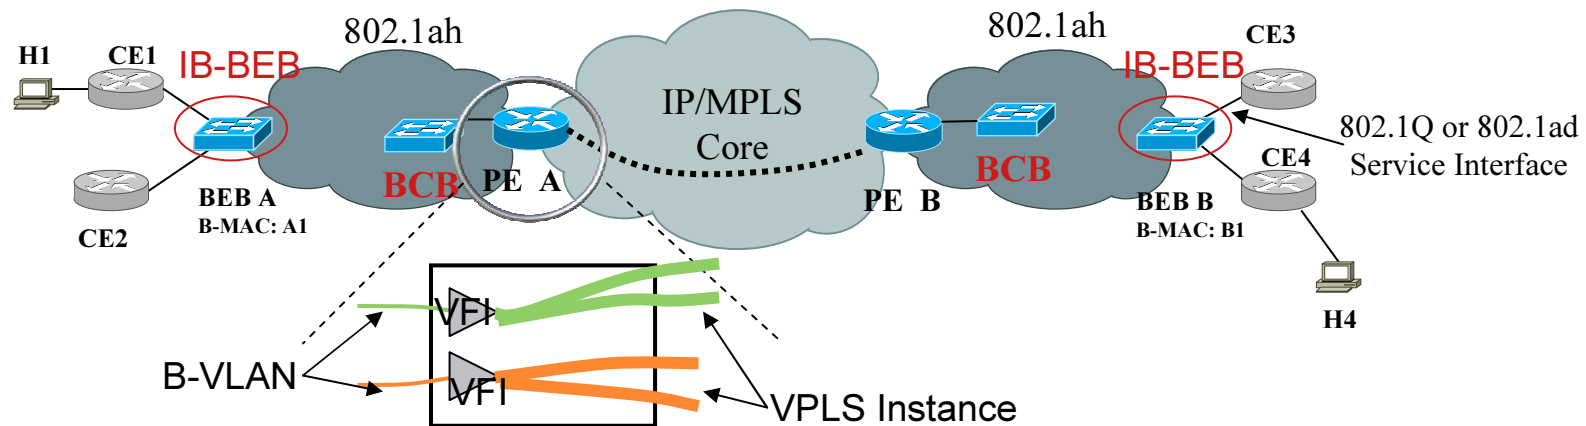 802.1ah
802.1ah
H1
CE1
IB-BEB
IP/MPLS
Core
IB-BEB
CE3
802.1Q or 802.1ad
Service Interface
BCB
PE A
PE B
BCB
CE4
BEB A
B-MAC: A1
BEB B
B-MAC: B1
CE2
H4
VFI
VFI
B-VLAN
VPLS Instance